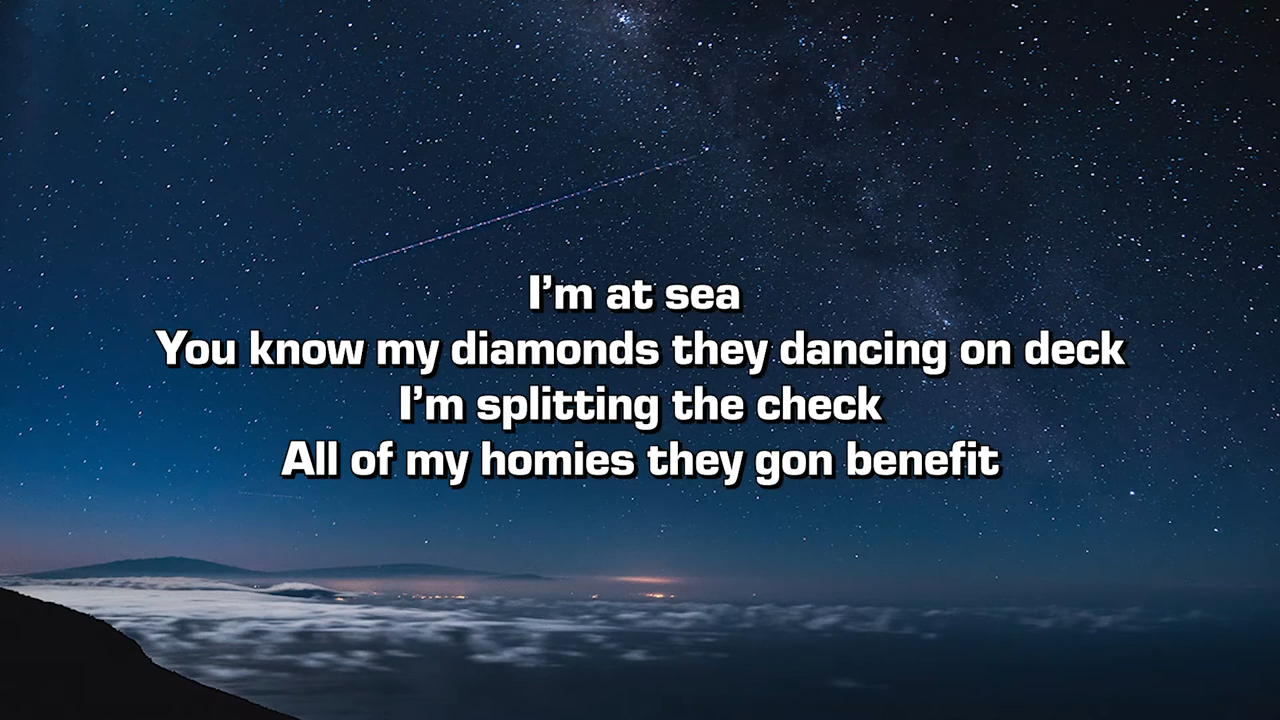 I'm at sea
You know my diamonds they dancing on deck
I'm splitting the check
All of my homies they gon benefit